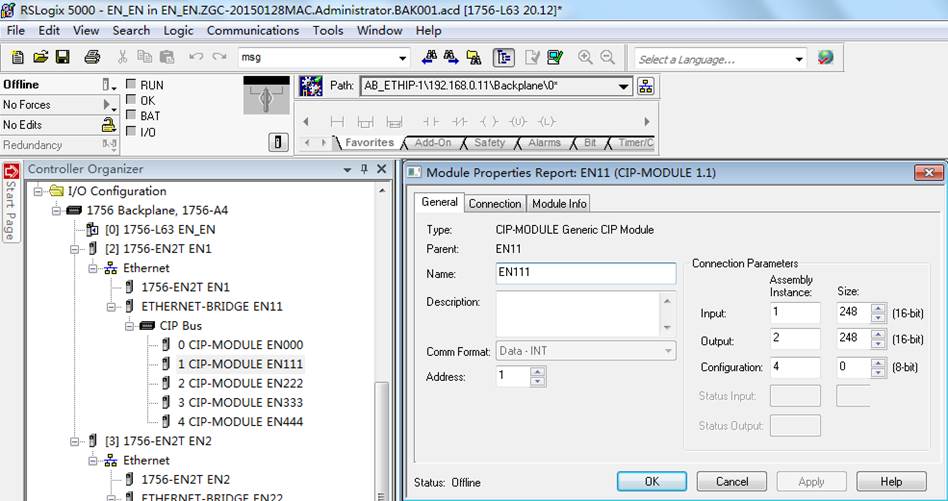 RSLogix 5000 - EN_EN in EN_EN.ZGC-20150128MAC.Administrator.BAK001.acd [1756-L63 20.12]*
File Edit View Search Logic Communications Tools Window Help
msg
Select a Language...
Offline
RUN
No Forces
OK
No Edits
BAT
Redundancy
I/O
Path: AB_ETHIP-1\192.168.0.11\Backplane\0*
Favorites Add-On Safety Alarms Bit Timer/C
Start Page
Controller Organizer
I/O Configuration
1756 Backplane, 1756-A4
[0] 1756-L63 EN_EN
[2] 1756-EN2T EN1
Ethernet
1756-EN2T EN1
ETHERNET-BRIDGE EN11
CIP Bus
0 CIP-MODULE EN000
1 CIP-MODULE EN111
2 CIP-MODULE EN222
3 CIP-MODULE EN333
4 CIP-MODULE EN444
[3] 1756-EN2T EN2
Ethernet
1756-EN2T EN2
ETHERNET-BRIDGE EN22
Module Properties Report: EN11 (CIP-MODULE 1.1)
General Connection Module Info
Type: CIP-MODULE Generic CIP Module
Parent: EN11
Name: EN111
Description:
Comm Format: Data - INT
Address: 1
Connection Parameters
Assembly
Instance: Size:
Input: 1 248 (16-bit)
Output: 2 248 (16-bit)
Configuration: 4 0 (8-bit)
Status Input:
Status Output:
Status: Offline
OK Cancel Apply Help